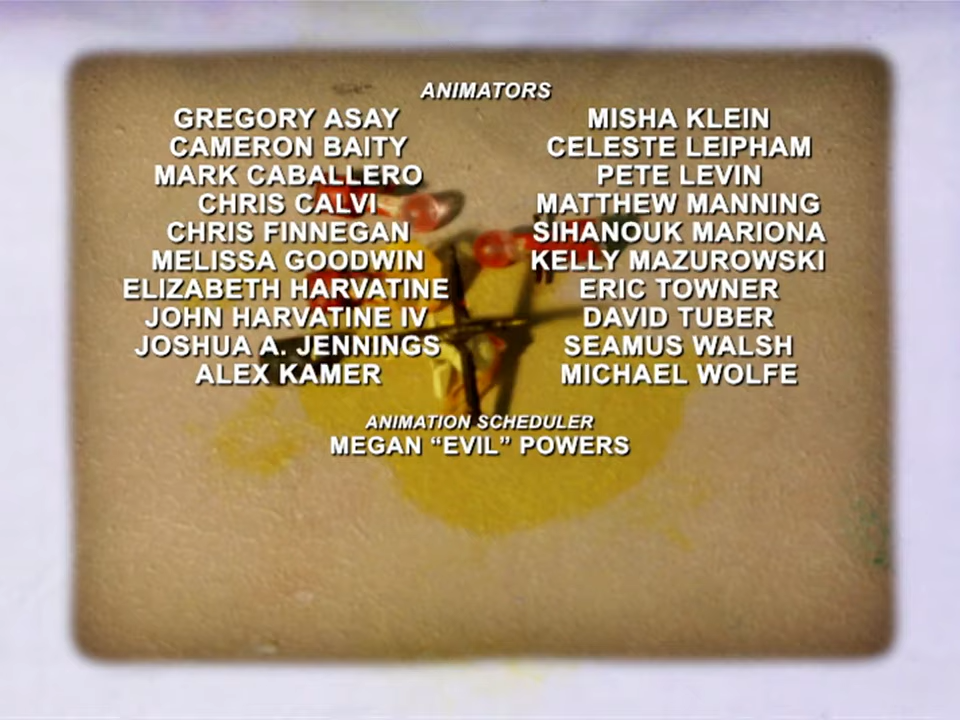 ANIMATORS
GREGORY ASAY
CAMERON BAITY
MARK CABALLERO
CHRIS CALVI
CHRIS FINNEGAN
MELISSA GOODWIN
ELIZABETH HARVATINE
JOHN HARVATINE IV
JOSHUA A. JENNINGS
ALEX KAMER
MISHA KLEIN
CELESTE LEIPHAM
PETE LEVIN
MATTHEW MANNING
SIHANOUK MARIONA
KELLY MAZUROWSKI
ERIC TOWNER
DAVID TUBER
SEAMUS WALSH
MICHAEL WOLFE
ANIMATION SCHEDULER
MEGAN “EVIL” POWERS